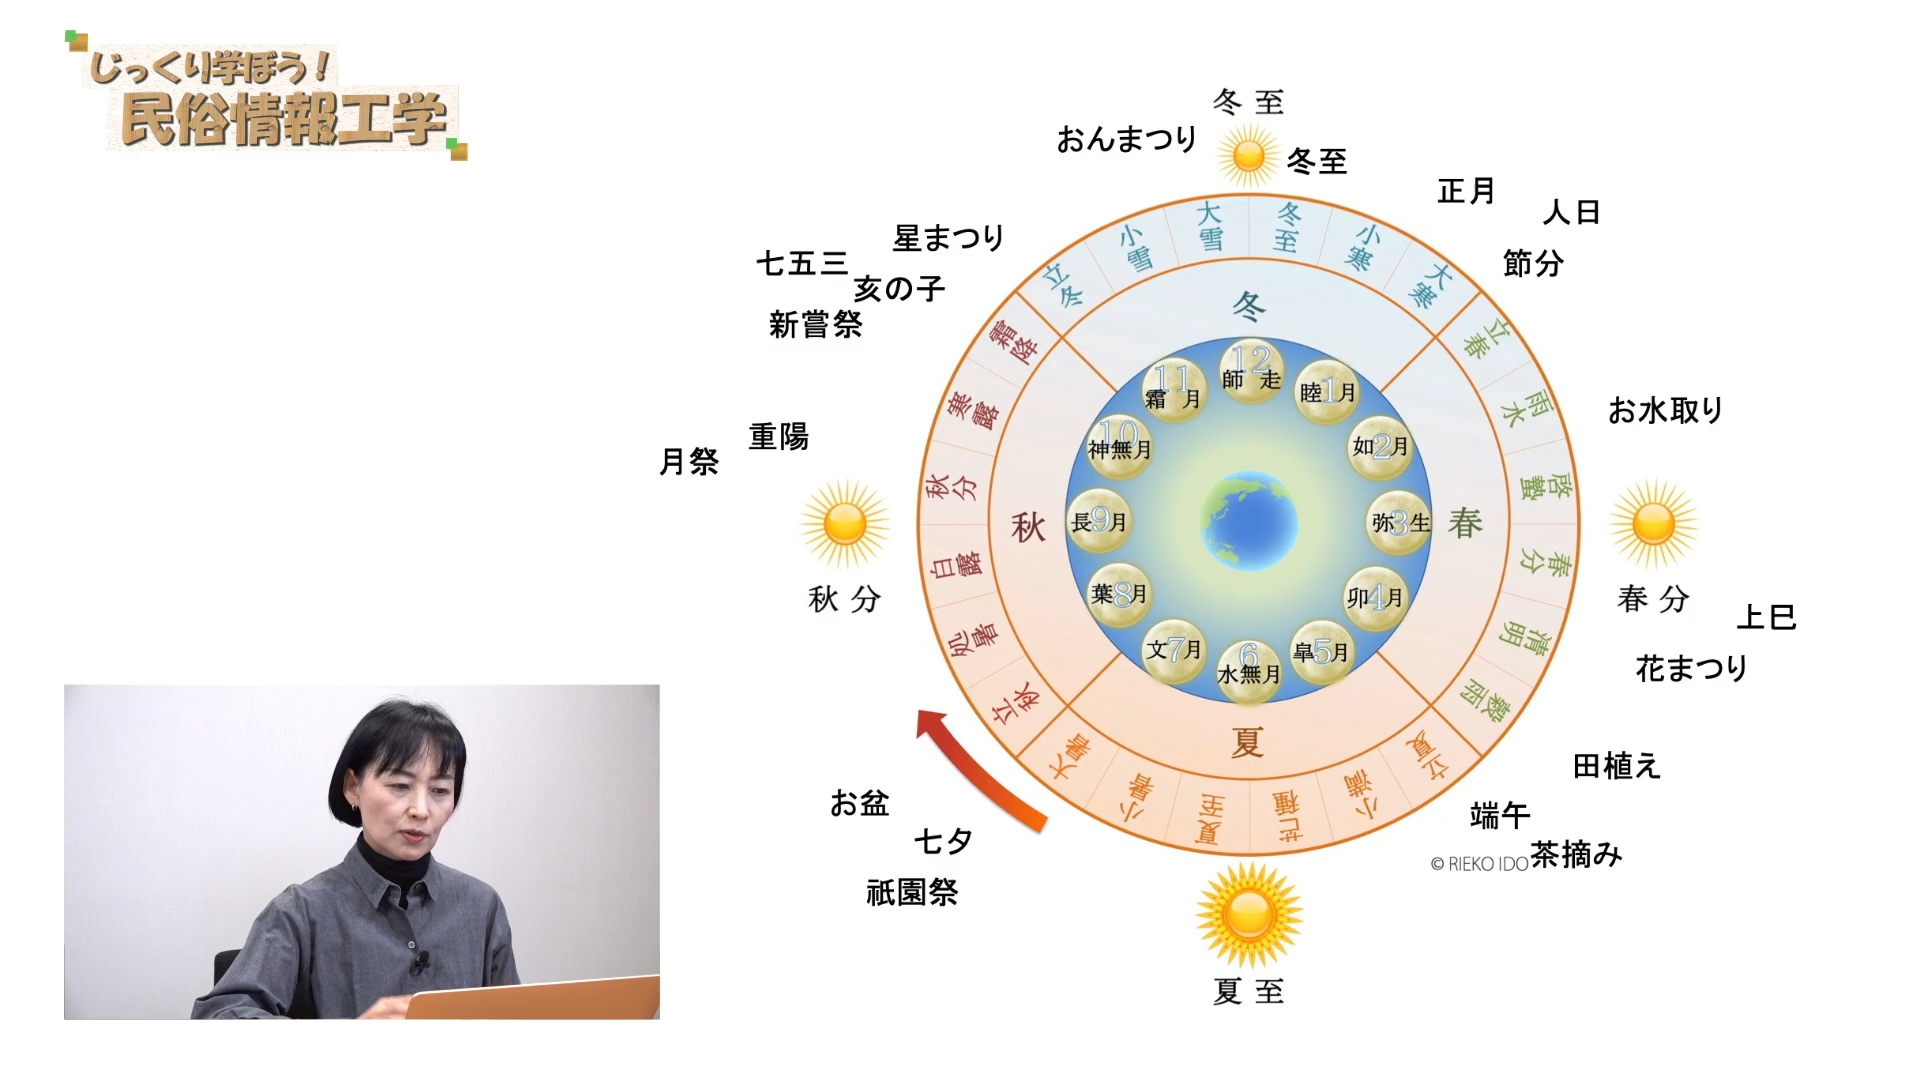 じっくり学ぼう！
民俗情報工学
冬至
おんまつり
冬至
正月
人日
節分
星まつり
七五三
亥の子
新嘗祭
重陽
月祭
お水取り
秋分
春分
上巳
花まつり
田植え
端午
茶摘み
お盆
七夕
祇園祭
夏至
冬至
小寒
大寒
立春
雨水
啓蟄
春分
清明
穀雨
立夏
小満
芒種
夏至
小暑
大暑
立秋
処暑
白露
秋分
寒露
霜降
立冬
小雪
大雪
冬
春
夏
秋
12 師走
睦1月
如2月
弥3生
卯4月
皐5月
6 水無月
文7月
葉8月
長9月
10 神無月
11 霜月
© RIEKO IDO